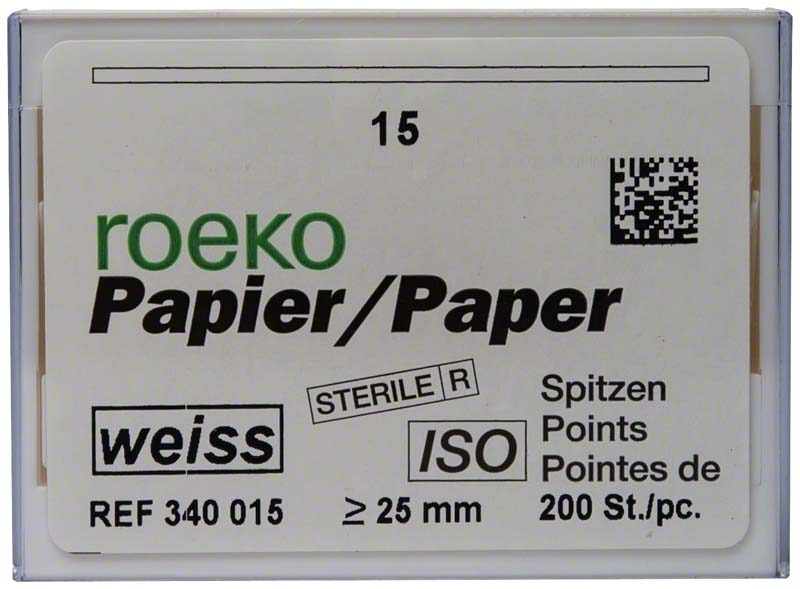 15
roeko
Papier/Paper
STERILE R
weiss
ISO
Spitzen
Points
Pointes de
REF 340 015
≥ 25 mm
200 St./pc.